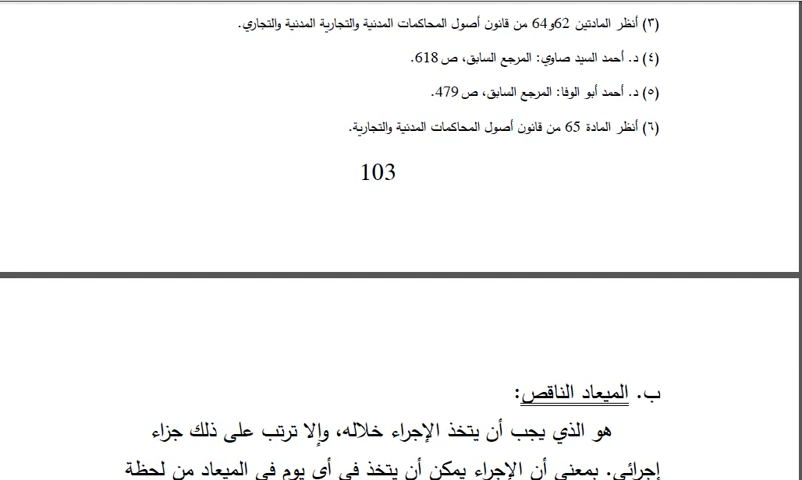 (٣) أنظر المادتين 62و64 من قانون أصول المحاكمات المدنية والتجارية المدنية والتجاري.
(٤) د. أحمد السيد صاوي: المرجع السابق، ص 618.
(٥) د. أحمد أبو الوفا: المرجع السابق، ص 479.
(٦) أنظر المادة 65 من قانون أصول المحاكمات المدنية والتجارية.
103
ب. الميعاد الناقص:
هو الذي يجب أن يتخذ الإجراء خلاله، وإلا ترتب على ذلك جزاء
إجرائي. بمعنى أن الإجراء يمكن أن يتخذ في أي يوم في الميعاد من لحظة